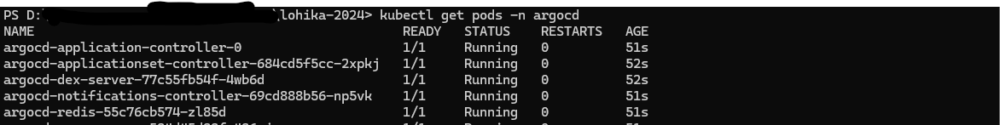 PS D:\ \lohika-2024> kubectl get pods -n argocd
NAME READY STATUS RESTARTS AGE
argocd-application-controller-0 1/1 Running 0 51s
argocd-applicationset-controller-684cd5f5cc-2xpkj 1/1 Running 0 52s
argocd-dex-server-77c55fb54f-4wb6d 1/1 Running 0 52s
argocd-notifications-controller-69cd888b56-np5vk 1/1 Running 0 51s
argocd-redis-55c76cb574-zl85d 1/1 Running 0 51s